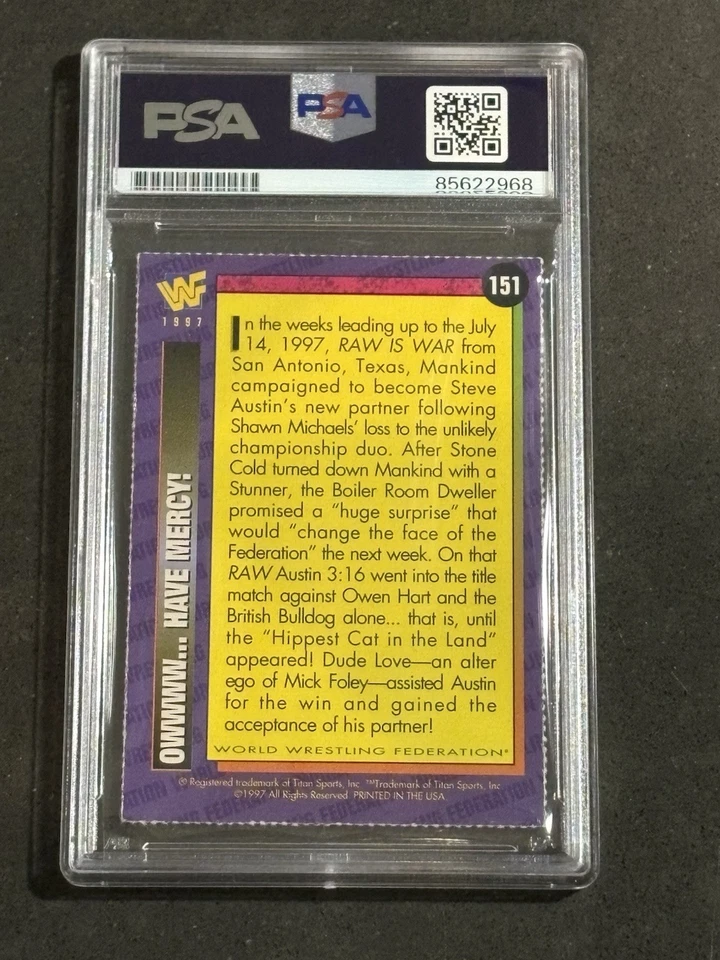 PSA
PSA
85622968
WF
1997
151
OWWWW... HAVE MERCY!
In the weeks leading up to the July
14, 1997, RAW IS WAR from
San Antonio, Texas, Mankind
campaigned to become Steve
Austin's new partner following
Shawn Michaels' loss to the unlikely
championship duo. After Stone
Cold turned down Mankind with a
Stunner, the Boiler Room Dweller
promised a "huge surprise" that
would "change the face of the
Federation" the next week. On that
RAW Austin 3:16 went into the title
match against Owen Hart and the
British Bulldog alone... that is, until
the "Hippest Cat in the Land"
appeared! Dude Love—an alter
ego of Mick Foley—assisted Austin
for the win and gained the
acceptance of his partner!
WORLD WRESTLING FEDERATION®
® Registered trademark of Titan Sports, Inc. ™Trademark of Titan Sports, Inc.
©1997 All Rights Reserved. PRINTED IN THE USA.